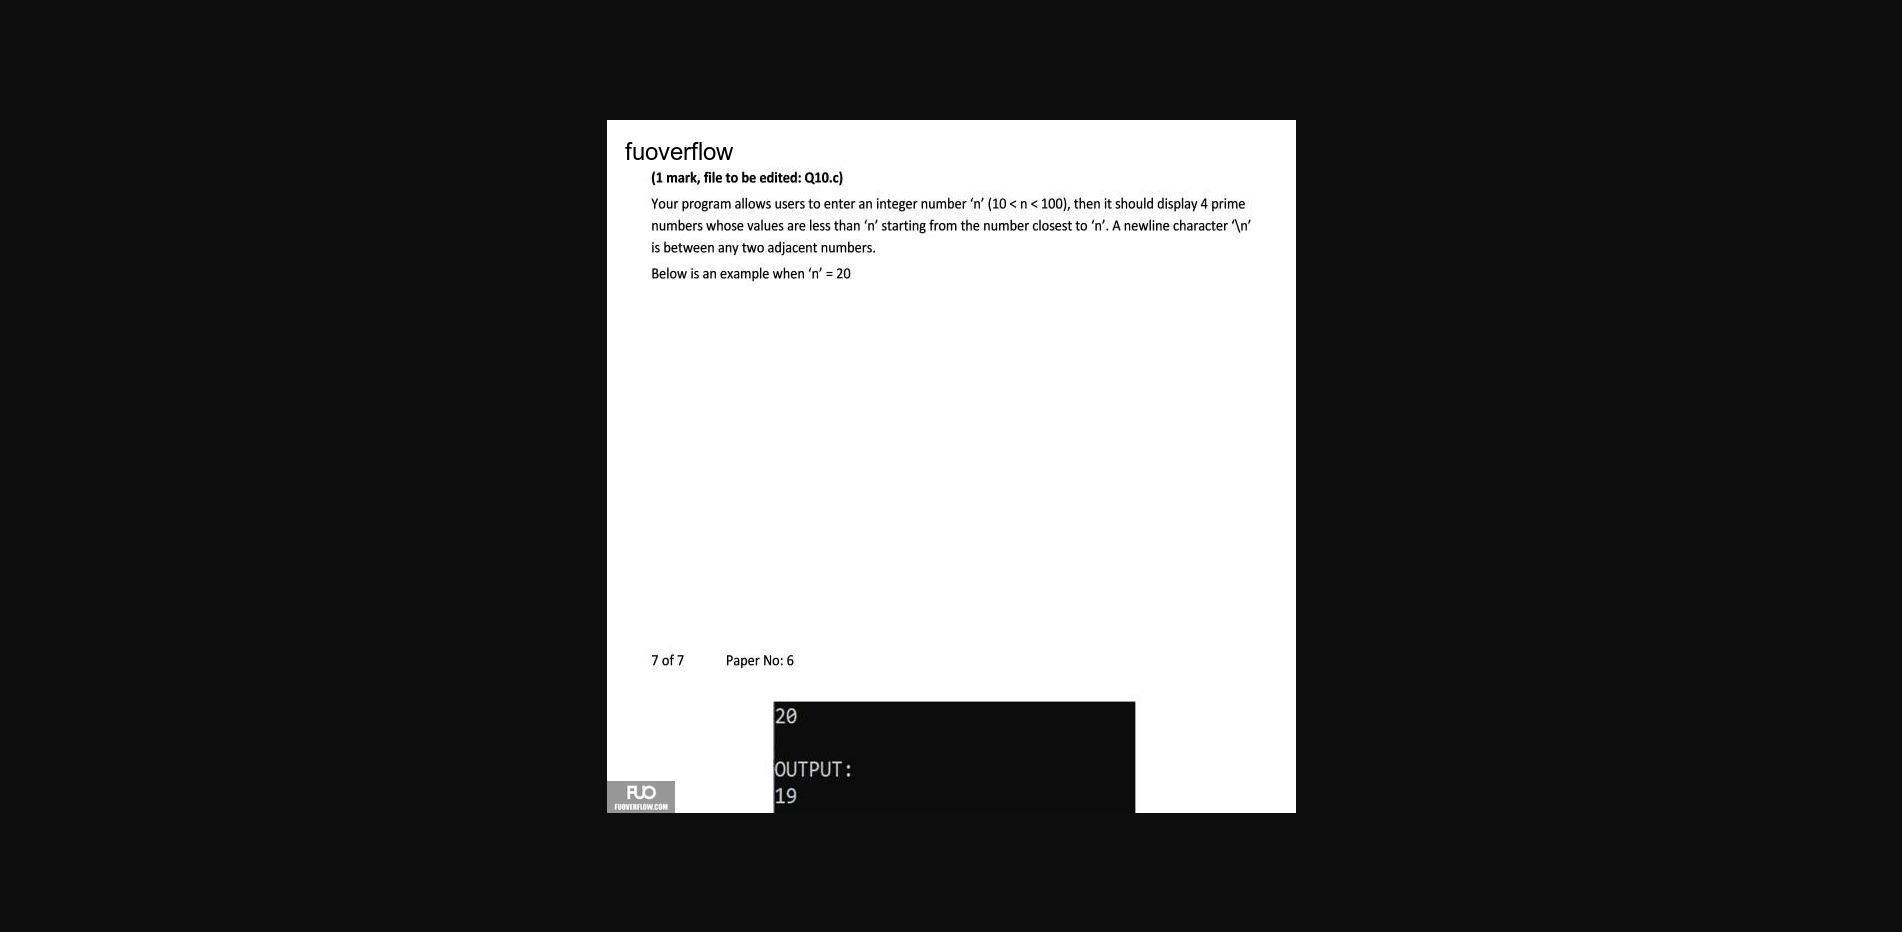 fuoverflow
(1 mark, file to be edited: Q10.c)
Your program allows users to enter an integer number ‘n’ (10 < n < 100), then it should display 4 prime
numbers whose values are less than ‘n’ starting from the number closest to ‘n’. A newline character ‘\n’
is between any two adjacent numbers.
Below is an example when ‘n’ = 20
7 of 7 Paper No: 6
20
OUTPUT:
19
FUO
FUOVERFLOW.COM